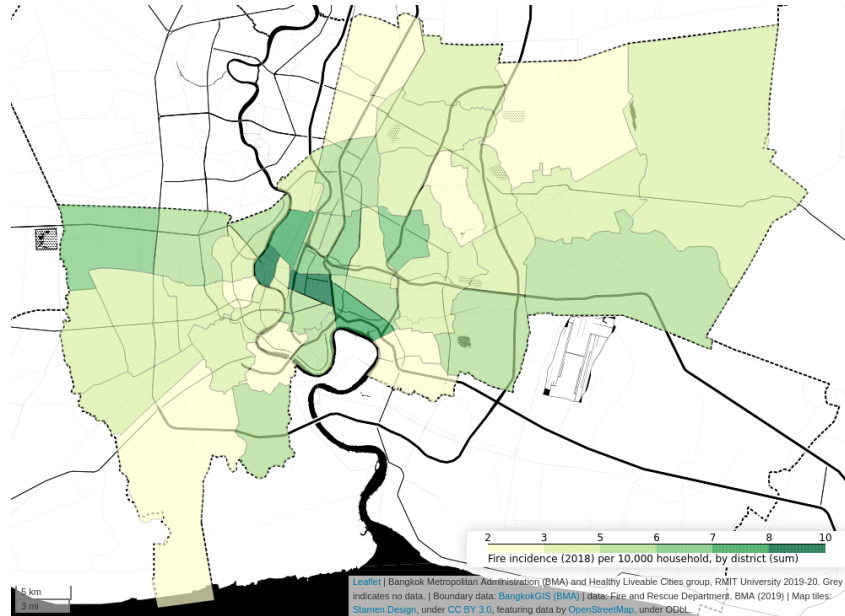 2 3 5 6 7 8 10
Fire incidence (2018) per 10,000 household, by district (sum)
5 km
3 mi
Leaflet | Bangkok Metropolitan Administration (BMA) and Healthy Liveable Cities group, RMIT University 2019-20. Grey
indicates no data. | Boundary data: BangkokGIS (BMA) | data: Fire and Rescue Department, BMA (2019) | Map tiles:
Stamen Design, under CC BY 3.0, featuring data by OpenStreetMap, under ODbL.